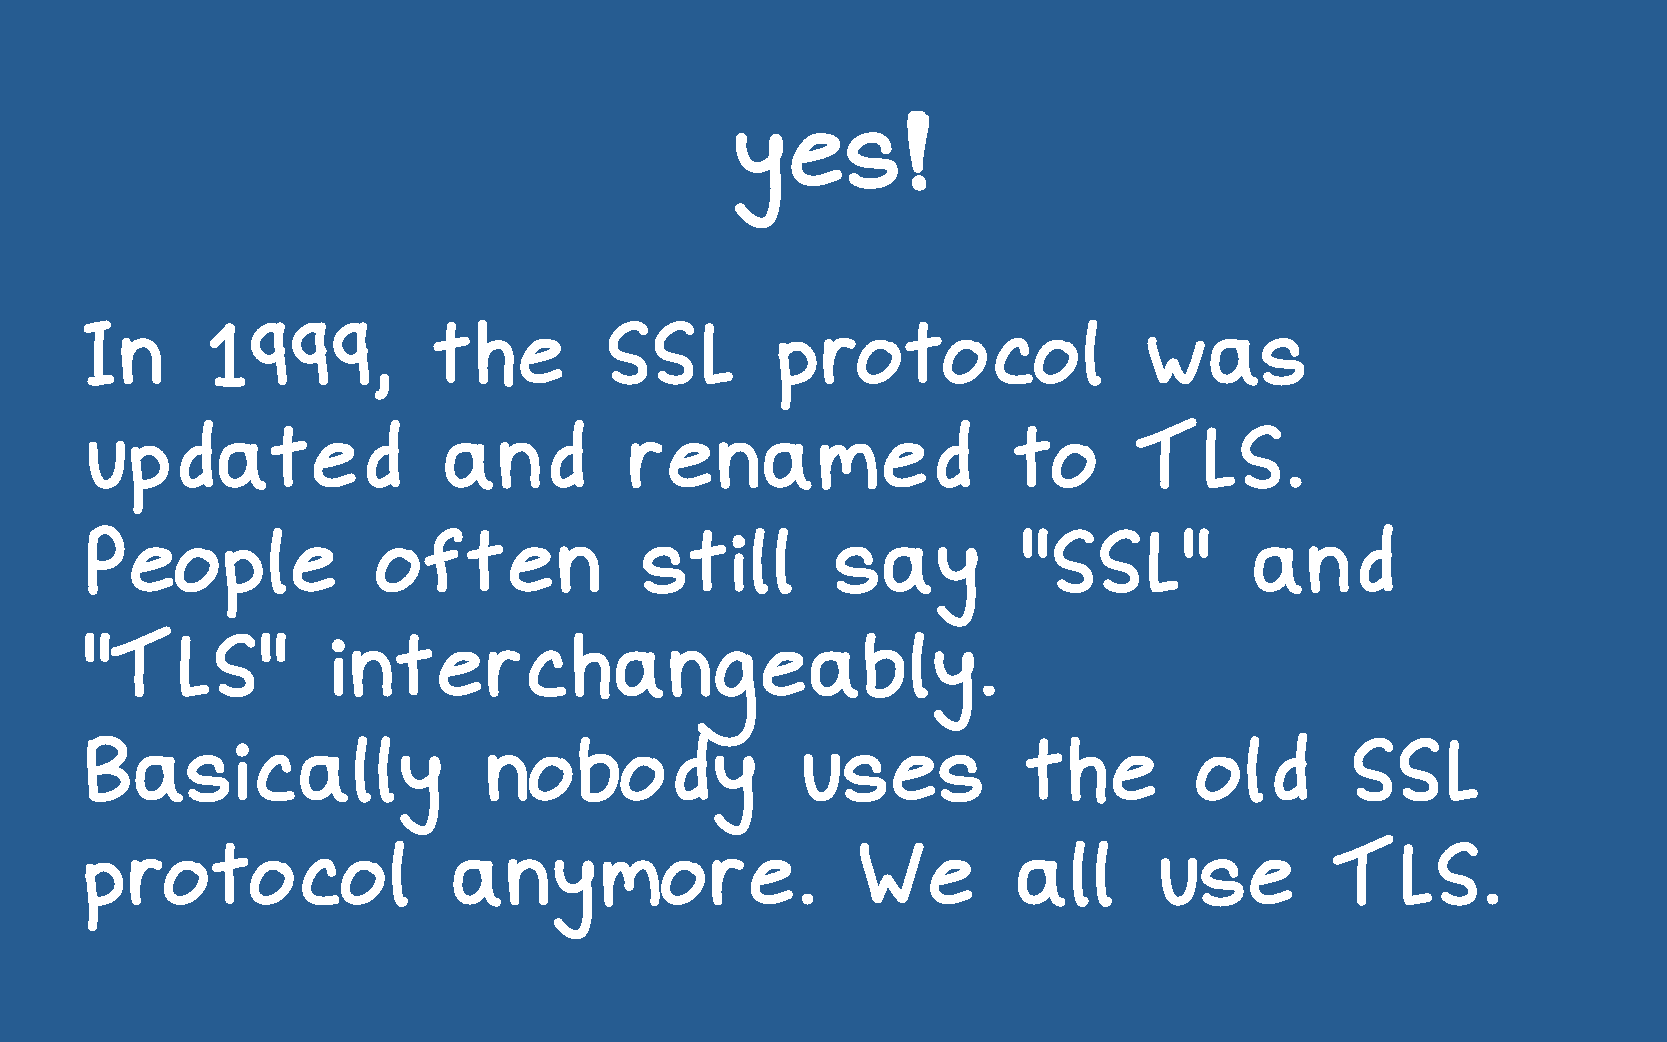 yes!
In 1999, the SSL protocol was
updated and renamed to TLS.
People often still say "SSL" and
"TLS" interchangeably.
Basically nobody uses the old SSL
protocol anymore. We all use TLS.